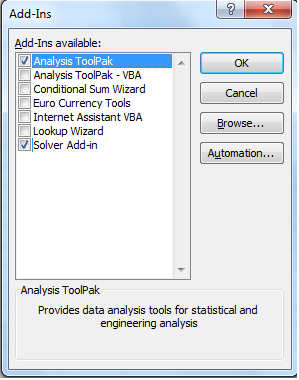 Add-Ins
Add-Ins available:
Analysis ToolPak
Analysis ToolPak - VBA
Conditional Sum Wizard
Euro Currency Tools
Internet Assistant VBA
Lookup Wizard
Solver Add-in
OK
Cancel
Browse...
Automation...
Analysis ToolPak
Provides data analysis tools for statistical and
engineering analysis